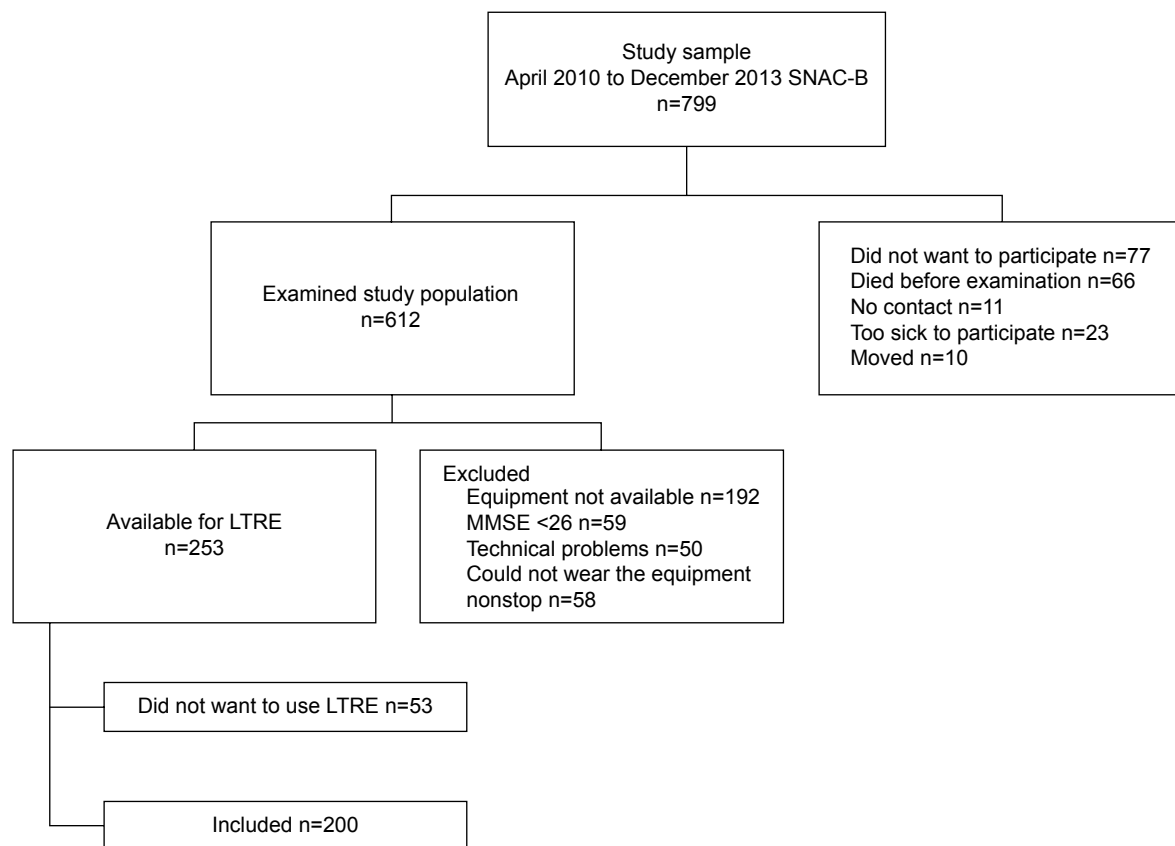 Study sample
April 2010 to December 2013 SNAC-B
n=799
Examined study population
n=612
Did not want to participate n=77
Died before examination n=66
No contact n=11
Too sick to participate n=23
Moved n=10
Available for LTRE
n=253
Excluded
Equipment not available n=192
MMSE <26 n=59
Technical problems n=50
Could not wear the equipment
nonstop n=58
Did not want to use LTRE n=53
Included n=200